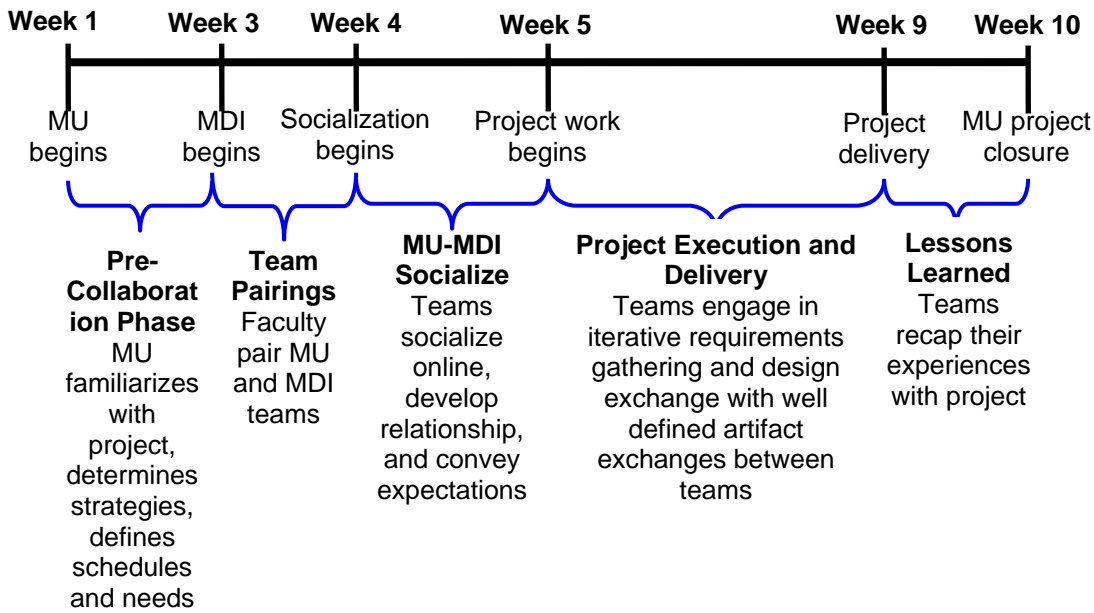 Week 1
Week 3
Week 4
Week 5
Week 9
Week 10
MU
begins
MDI
begins
Socialization
begins
Project work
begins
Project
delivery
MU project
closure
Pre-
Collaborat
ion Phase
MU
familiarizes
with
project,
determines
strategies,
defines
schedules
and needs
Team
Pairings
Faculty
pair MU
and MDI
teams
MU-MDI
Socialize
Teams
socialize
online,
develop
relationship,
and convey
expectations
Project Execution and
Delivery
Teams engage in
iterative requirements
gathering and design
exchange with well
defined artifact
exchanges between
teams
Lessons
Learned
Teams
recap their
experiences
with project